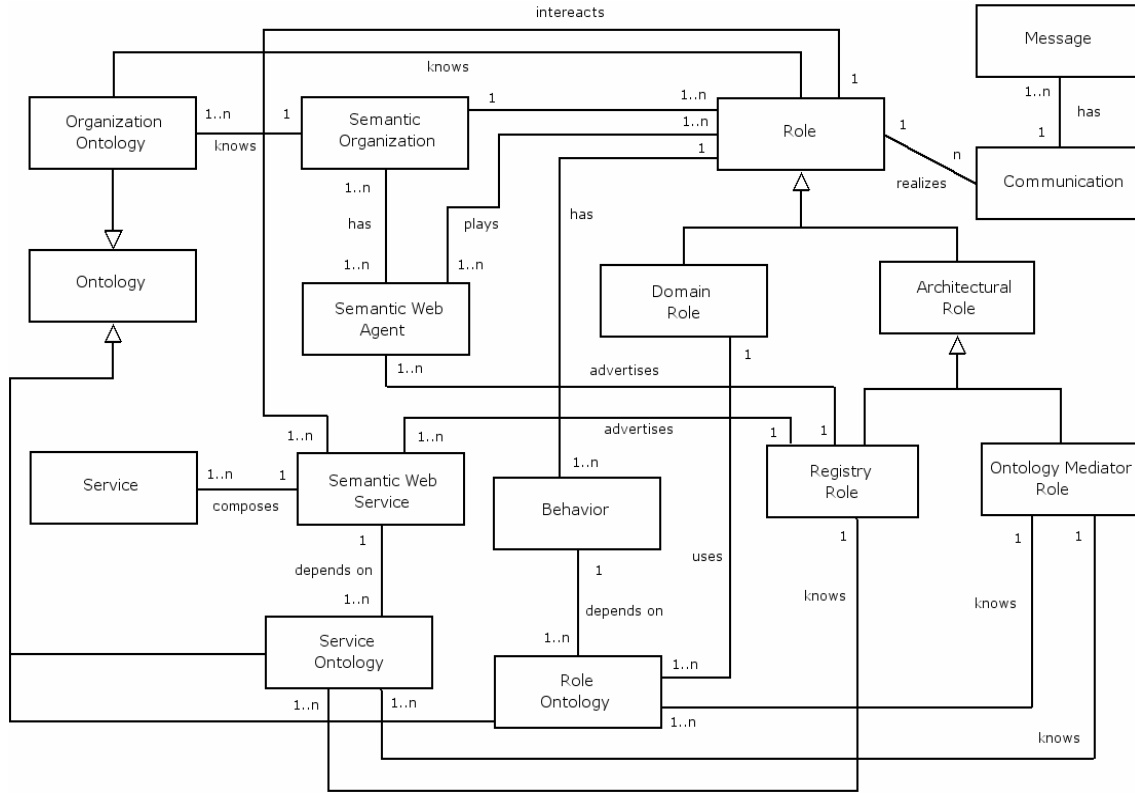 intereacts
Message
knows
1
1..n
has
1
Organization
Ontology
1..n
1
knows
Semantic
Organization
1
1..n
1..n
1
Role
1
n
realizes
Communication
1..n
has
1..n
plays
1..n
has
Ontology
Semantic Web
Agent
1..n
Domain
Role
1
Architectural
Role
advertises
1..n
1..n
advertises
1
1
Service
1..n
1
composes
Semantic Web
Service
1..n
Behavior
Registry
Role
Ontology Mediator
Role
1
depends on
1..n
1
depends on
1..n
uses
1
knows
1
1
knows
Service
Ontology
Role
Ontology
1..n
1..n
1..n
1..n
knows